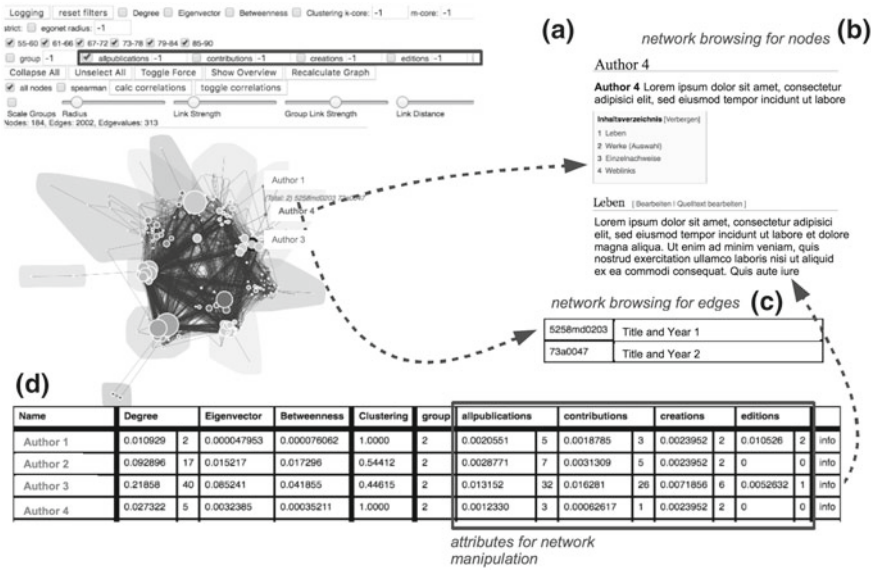 Logging reset filters Degree Eigenvector Betweenness Clustering k-core: -1 m-core: -1
strict: egonet radius: -1
55-60 61-66 67-72 73-78 79-84 85-90
group -1 allpublications -1 contributions -1 creations -1 editions -1
Collapse All Unselect All Toggle Force Show Overview Recalculate Graph
all nodes spearman calc correlations toggle correlations
Scale Groups Radius Link Strength Group Link Strength Link Distance
Nodes: 184, Edges: 2002, Edgevalues: 313
(a)
Author 1
(Total: 2) 5258md0203 73a0047
Author 4
Author 3
network browsing for nodes (b)
Author 4
Author 4 Lorem ipsum dolor sit amet, consectetur
adipisici elit, sed eiusmod tempor incidunt ut labore
Inhaltsverzeichnis [Verbergen]
1 Leben
2 Werke (Auswahl)
3 Einzelnachweise
4 Weblinks
Leben [ Bearbeiten | Quelltext bearbeiten ]
Lorem ipsum dolor sit amet, consectetur adipisici
elit, sed eiusmod tempor incidunt ut labore et dolore
magna aliqua. Ut enim ad minim veniam, quis
nostrud exercitation ullamco laboris nisi ut aliquid
ex ea commodi consequat. Quis aute iure
network browsing for edges (c)
5258md0203 Title and Year 1
73a0047 Title and Year 2
(d)
Name Degree Eigenvector Betweenness Clustering group allpublications contributions creations editions
Author 1 0.010929 2 0.000047953 0.000076062 1.0000 2 0.0020551 5 0.0018785 3 0.0023952 2 0.010526 2 info
Author 2 0.092896 17 0.015217 0.017296 0.54412 2 0.0028771 7 0.0031309 5 0.0023952 2 0 0 info
Author 3 0.21858 40 0.085241 0.041855 0.44615 2 0.013152 32 0.016281 26 0.0071856 6 0.0052632 1 info
Author 4 0.027322 5 0.0032385 0.00035211 1.0000 2 0.0012330 3 0.00062617 1 0.0023952 2 0 0 info
attributes for network
manipulation